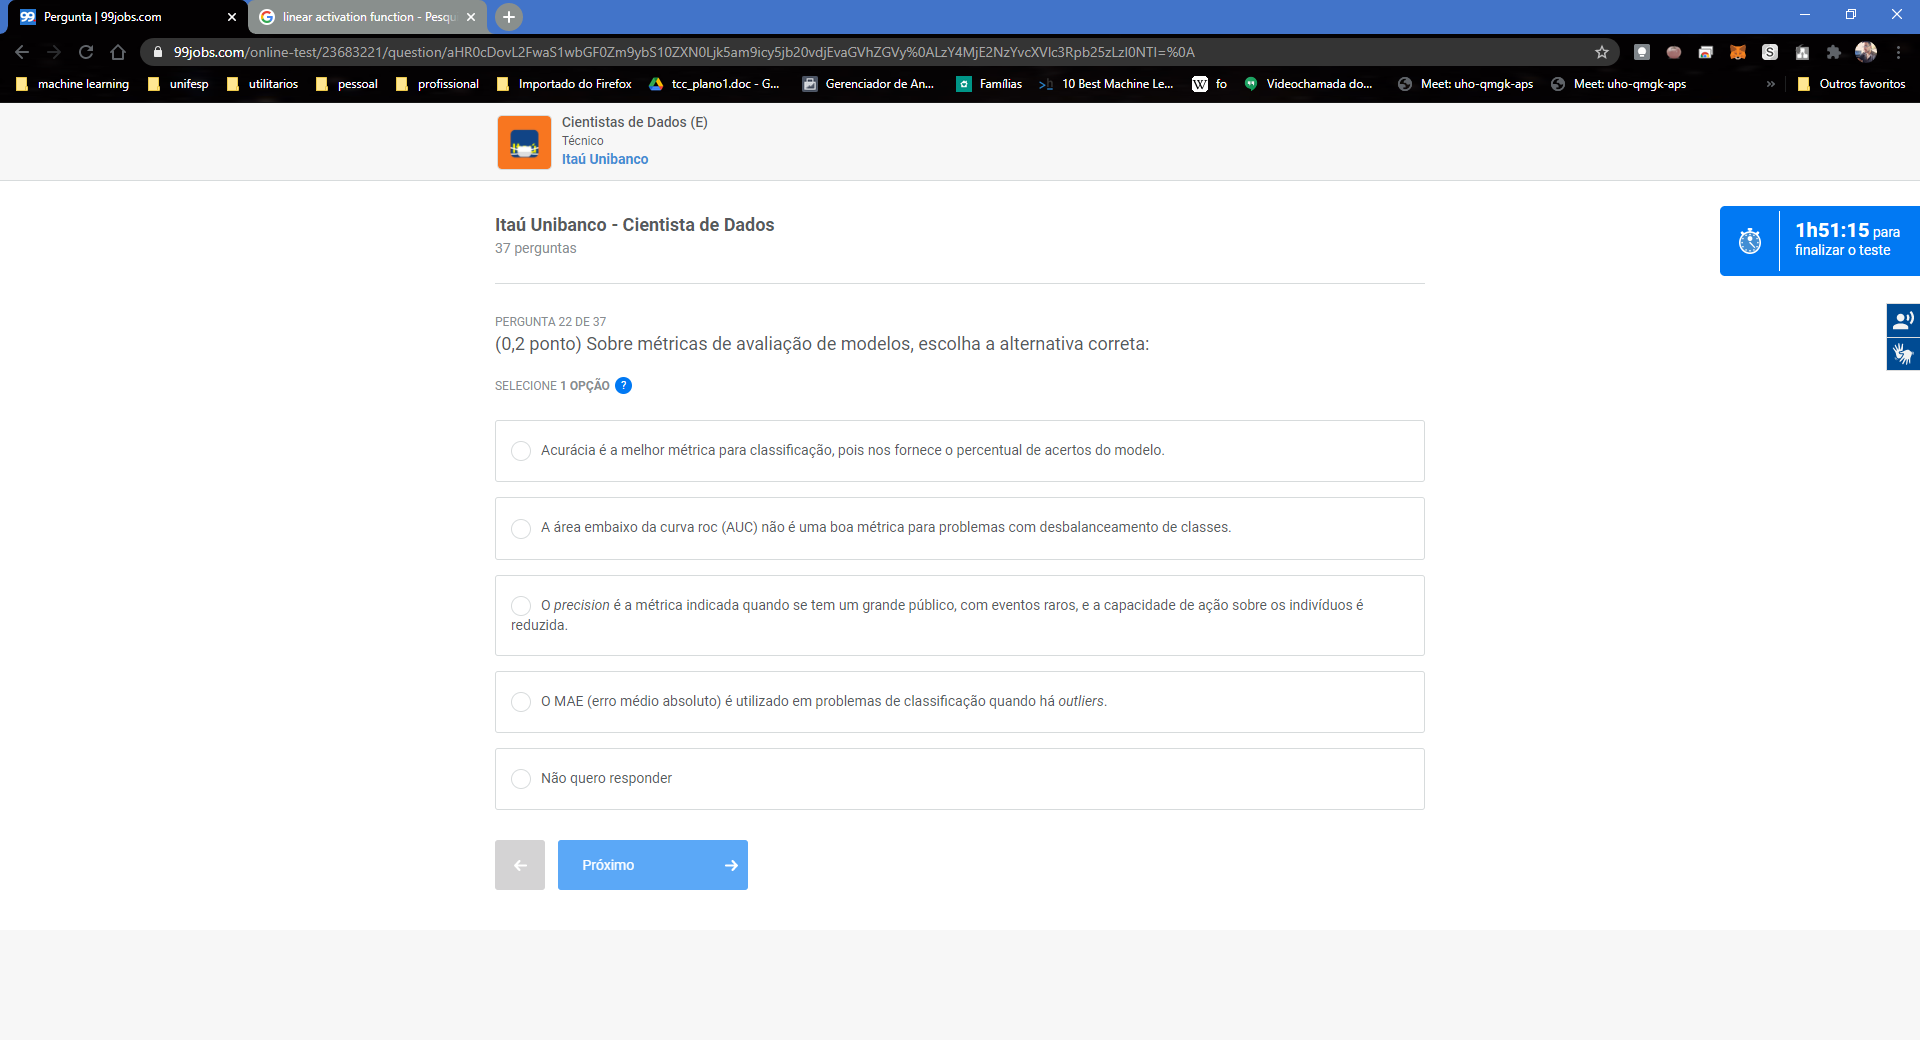 Pergunta | 99jobs.com
linear activation function - Pesqu
99jobs.com/online-test/23683221/question/aHR0cDovL2FwaS1wbGF0Zm9ybS10ZXN0Ljk5am9icy5jb20vdjEvaGVhZGVy%0ALzY4MjE2NzYvcXVlc3Rpb25zLzI0NTI=%0A
machine learning unifesp utilitarios pessoal profissional Importado do Firefox tcc_plano1.doc - G... Gerenciador de An... Famílias 10 Best Machine Le... fo Videochamada do... Meet: uho-qmgk-aps Meet: uho-qmgk-aps » Outros favoritos
Cientistas de Dados (E)
Técnico
Itaú Unibanco
Itaú Unibanco - Cientista de Dados
37 perguntas
1h51:15 para
finalizar o teste
PERGUNTA 22 DE 37
(0,2 ponto) Sobre métricas de avaliação de modelos, escolha a alternativa correta:
SELECIONE 1 OPÇÃO ?
Acurácia é a melhor métrica para classificação, pois nos fornece o percentual de acertos do modelo.
A área embaixo da curva roc (AUC) não é uma boa métrica para problemas com desbalanceamento de classes.
O precision é a métrica indicada quando se tem um grande público, com eventos raros, e a capacidade de ação sobre os indivíduos é
reduzida.
O MAE (erro médio absoluto) é utilizado em problemas de classificação quando há outliers.
Não quero responder
Próximo